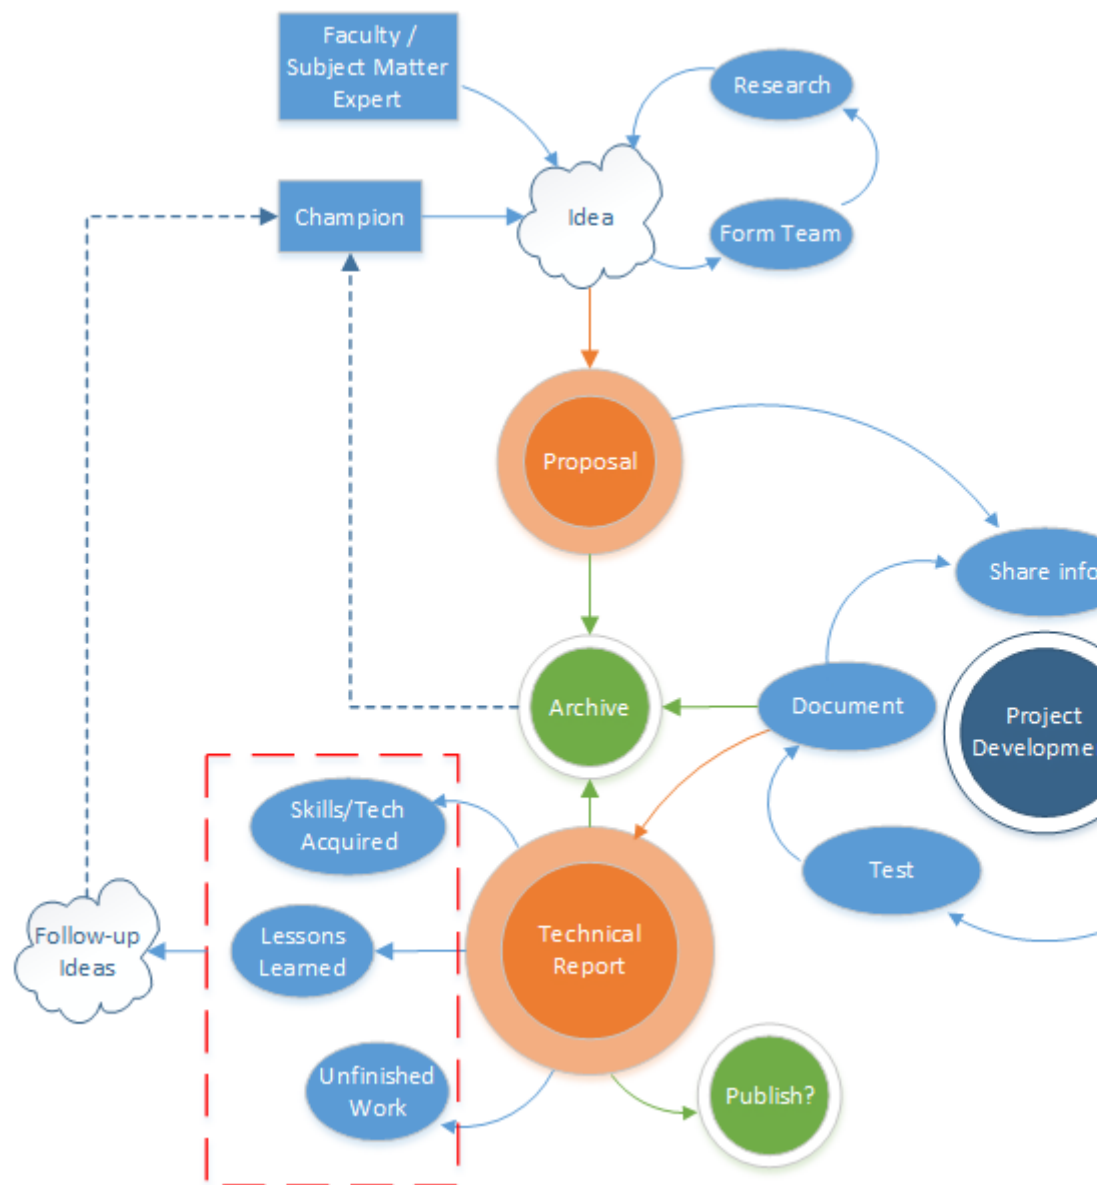 Faculty /
Subject Matter
Expert
Research
Champion
Idea
Form Team
Proposal
Share info
Archive
Document
Project
Developme
Skills/Tech
Acquired
Test
Follow-up
Ideas
Lessons
Learned
Technical
Report
Unfinished
Work
Publish?